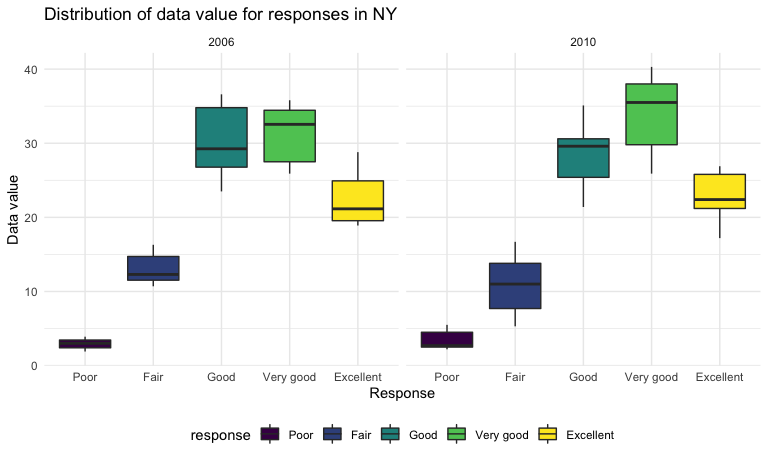 Distribution of data value for responses in NY
2006 2010
Data value
40
30
20
10
0
Poor Fair Good Very good Excellent Poor Fair Good Very good Excellent
Response
response Poor Fair Good Very good Excellent